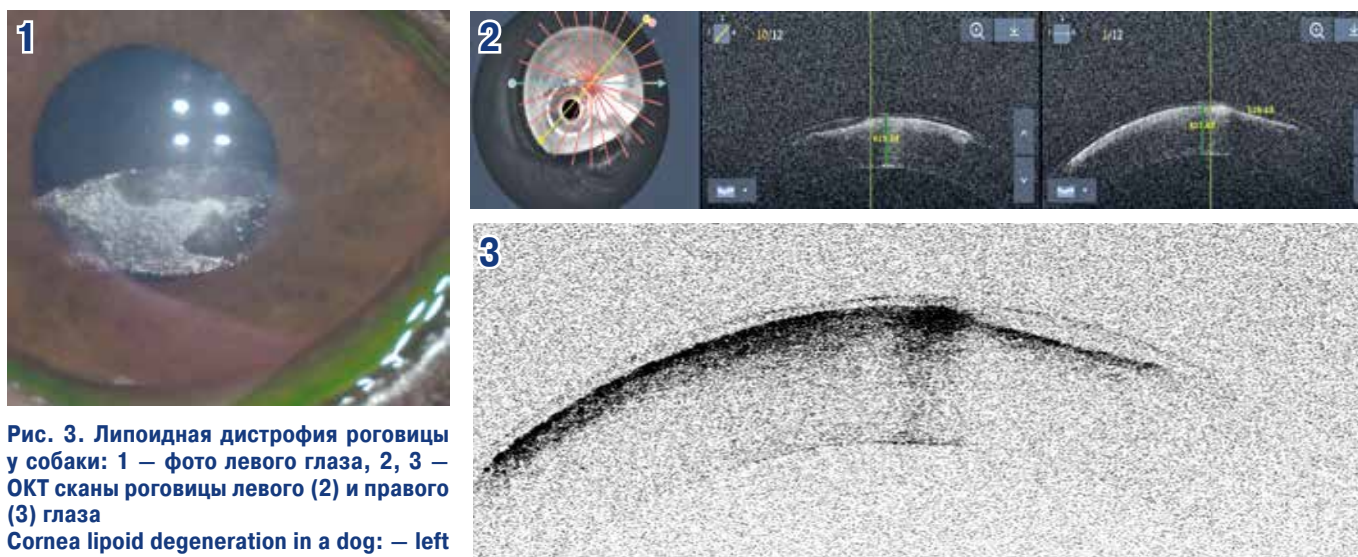 1
2
10/12
1/12
3
Рис. 3. Липоидная дистрофия роговицы
у собаки: 1 — фото левого глаза, 2, 3 —
ОКТ сканы роговицы левого (2) и правого
(3) глаза
Cornea lipoid degeneration in a dog: — left